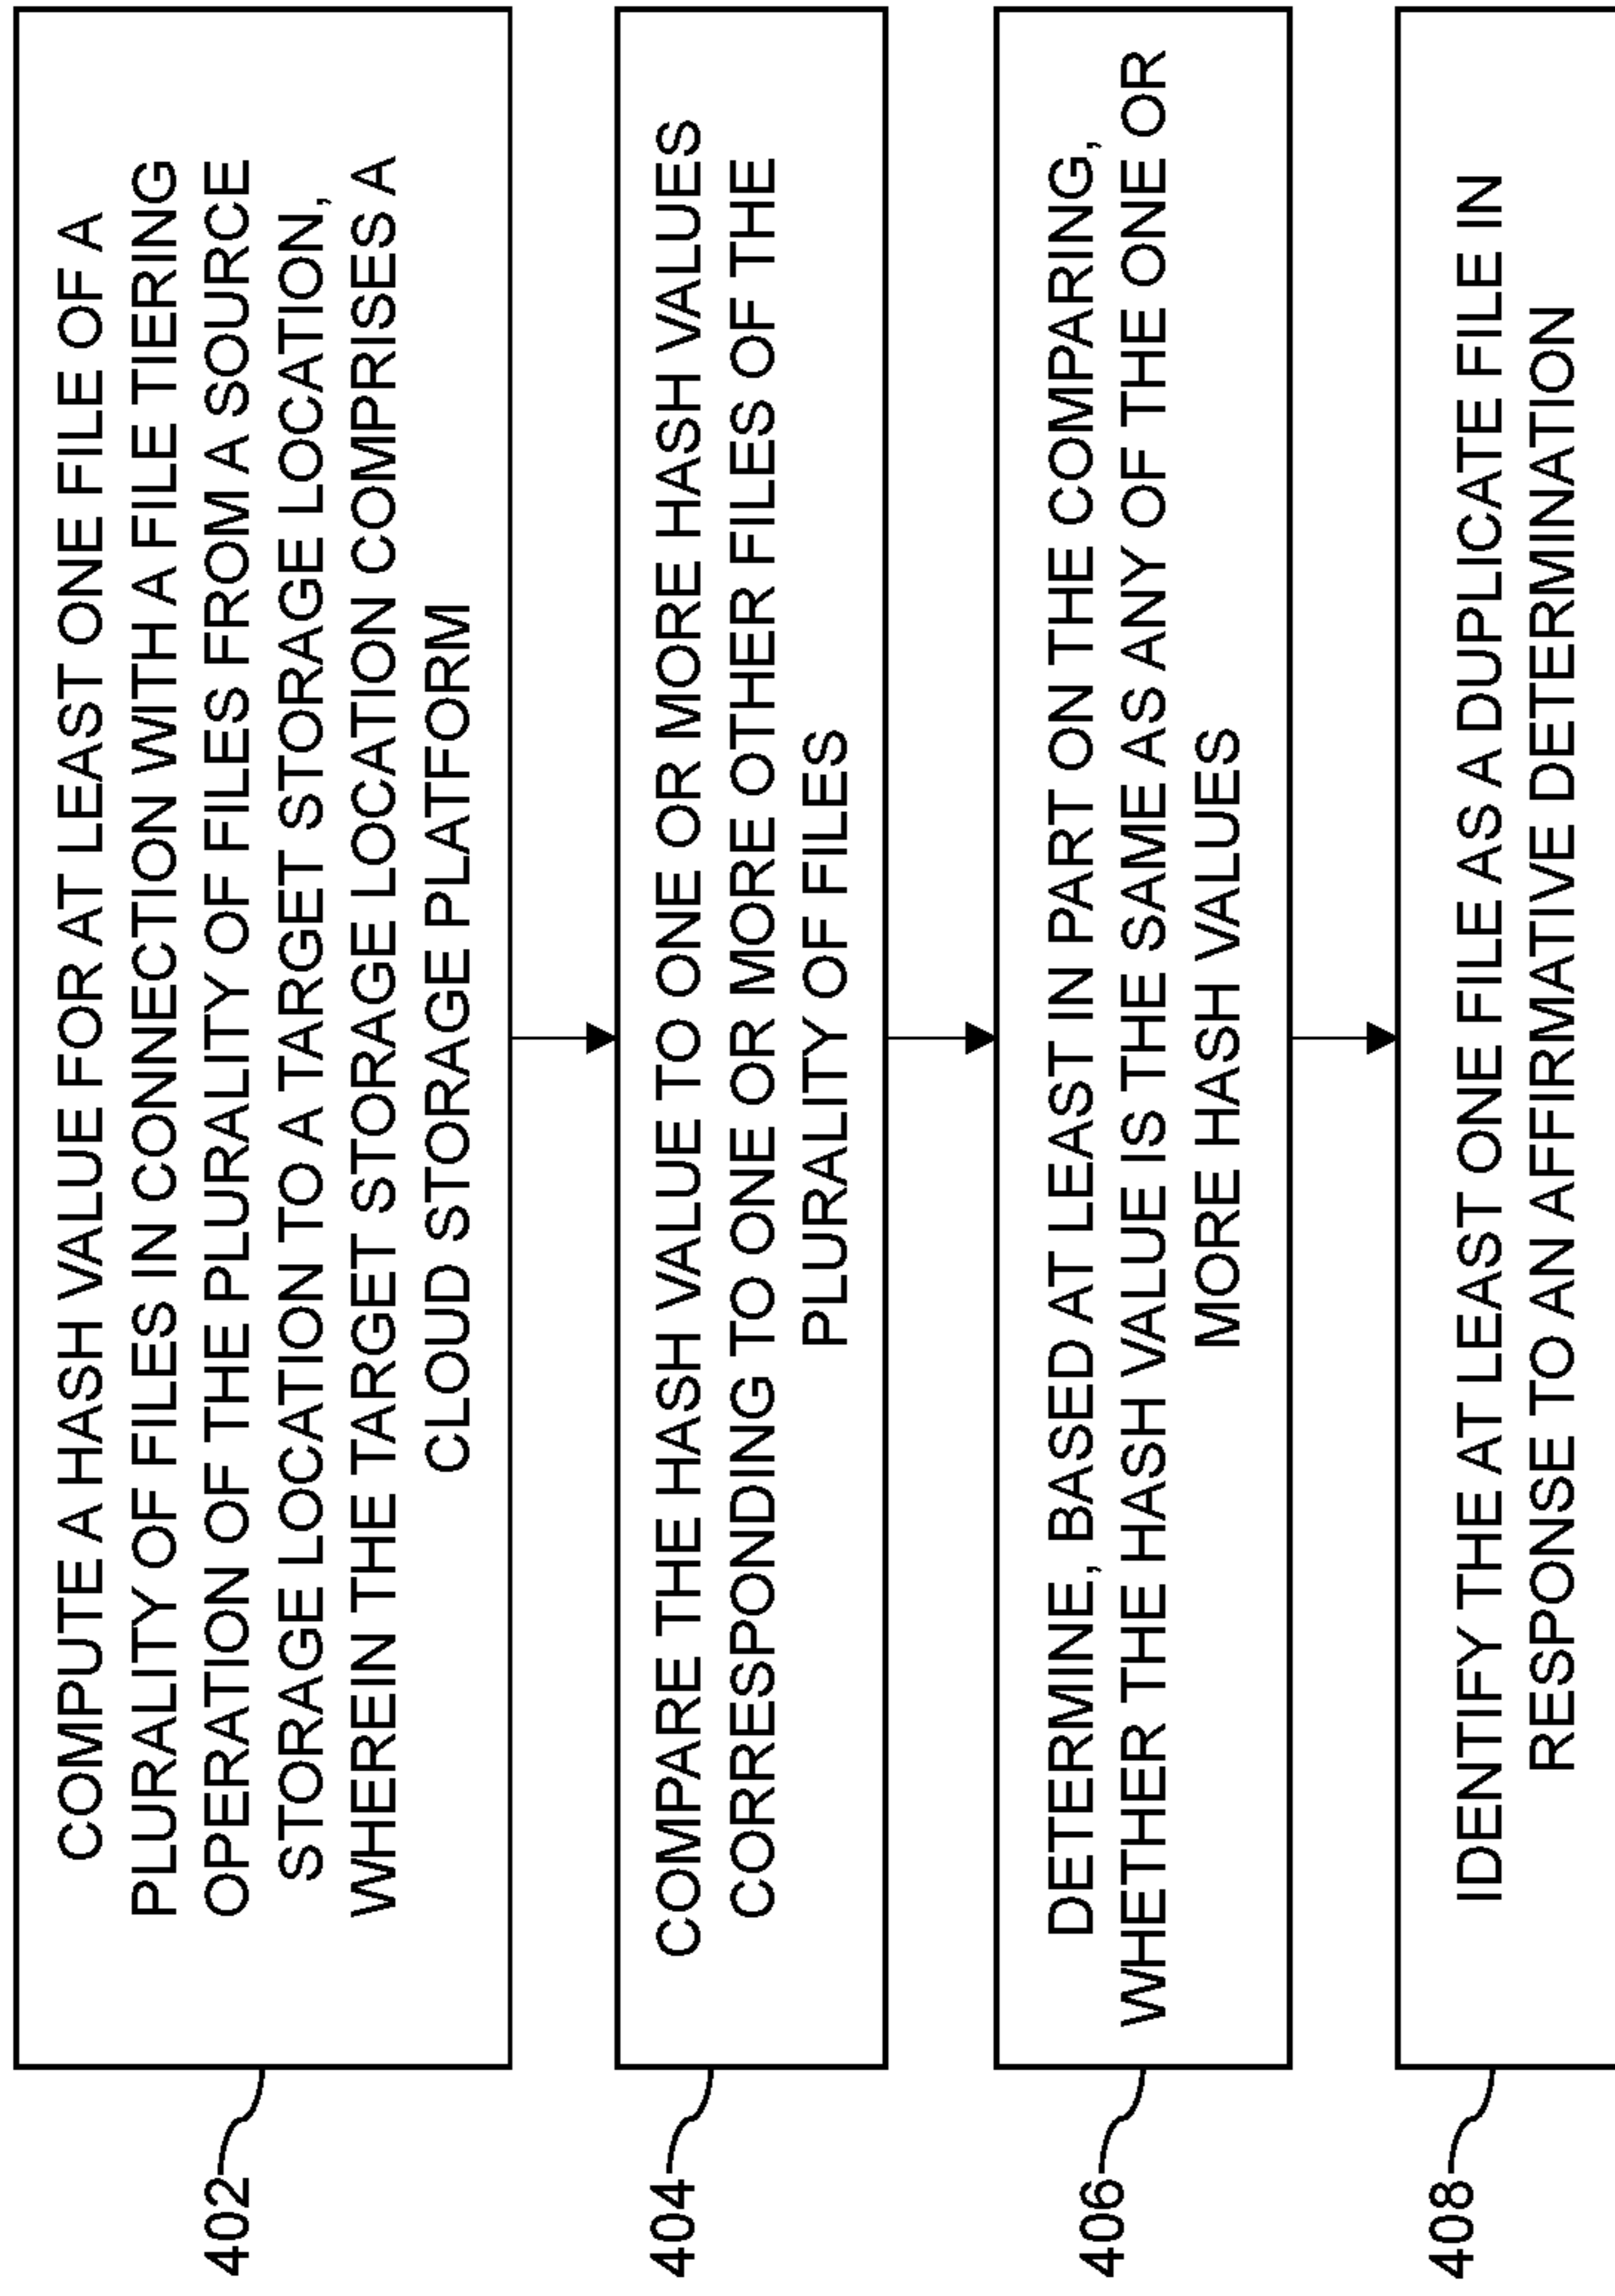 402
COMPUTE A HASH VALUE FOR AT LEAST ONE FILE OF A
PLURALITY OF FILES IN CONNECTION WITH A FILE TIERING
OPERATION OF THE PLURALITY OF FILES FROM A SOURCE
STORAGE LOCATION TO A TARGET STORAGE LOCATION,
WHEREIN THE TARGET STORAGE LOCATION COMPRISES A
CLOUD STORAGE PLATFORM
404
COMPARE THE HASH VALUE TO ONE OR MORE HASH VALUES
CORRESPONDING TO ONE OR MORE OTHER FILES OF THE
PLURALITY OF FILES
406
DETERMINE, BASED AT LEAST IN PART ON THE COMPARING,
WHETHER THE HASH VALUE IS THE SAME AS ANY OF THE ONE OR
MORE HASH VALUES
408
IDENTIFY THE AT LEAST ONE FILE AS A DUPLICATE FILE IN
RESPONSE TO AN AFFIRMATIVE DETERMINATION